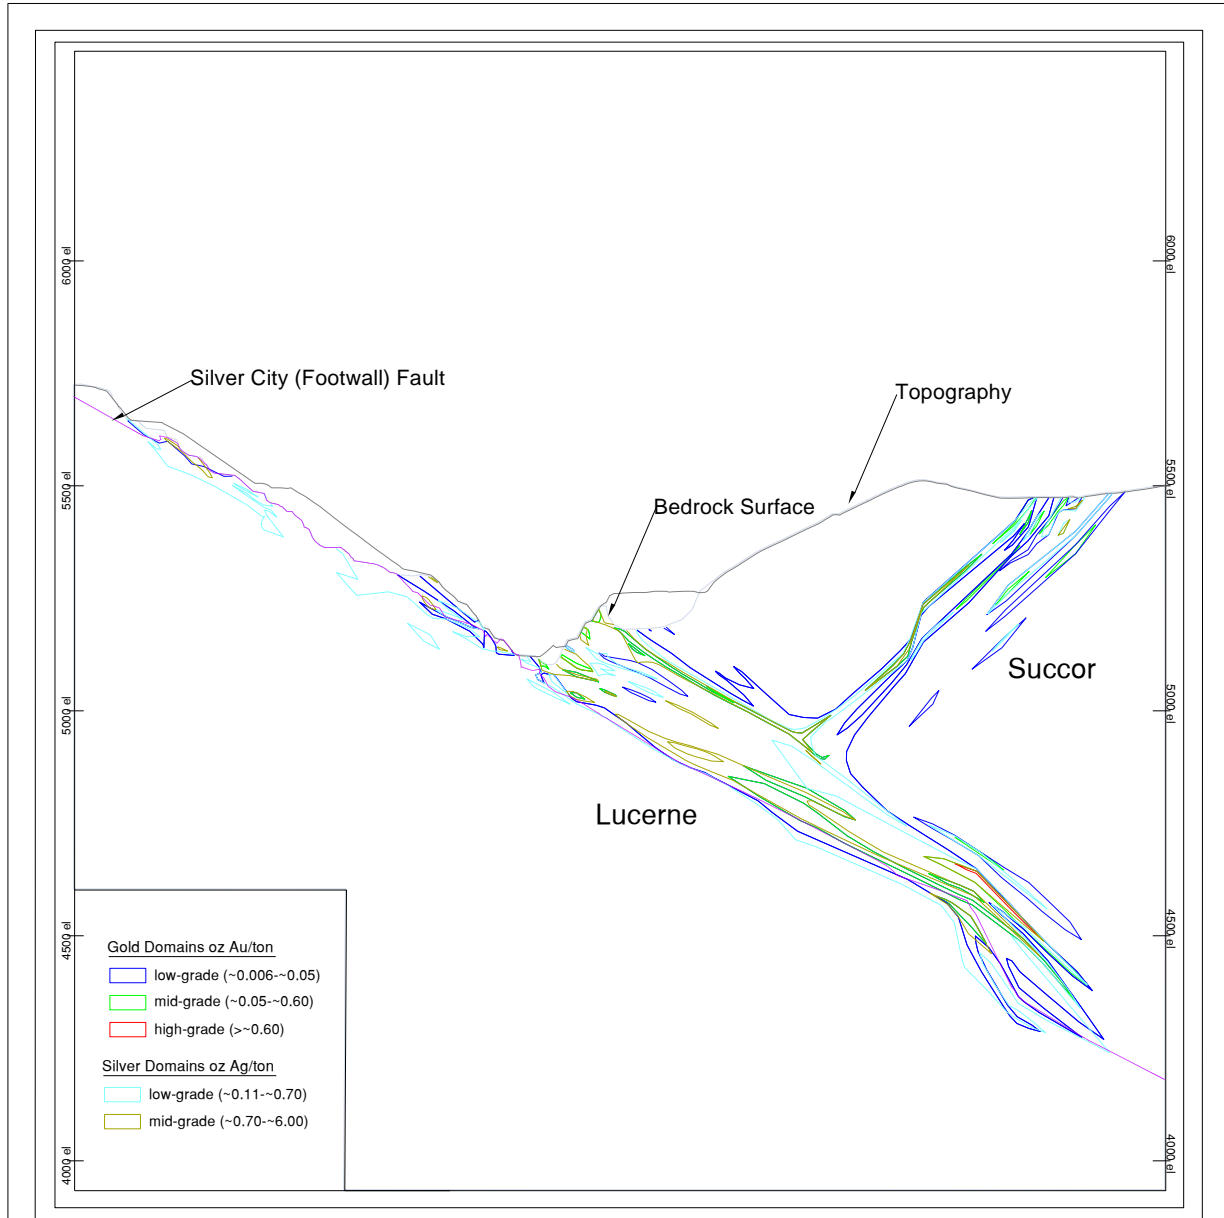 6000 el
6000 el
Silver City (Footwall) Fault
Topography
5500 el
5500 el
Bedrock Surface
Succor
5000 el
5000 el
Lucerne
4500 el
4500 el
Gold Domains oz Au/ton
low-grade (~0.006-~0.05)
mid-grade (~0.05-~0.60)
high-grade (>~0.60)
Silver Domains oz Ag/ton
low-grade (~0.11-~0.70)
mid-grade (~0.70-~6.00)
4000 el
4000 el